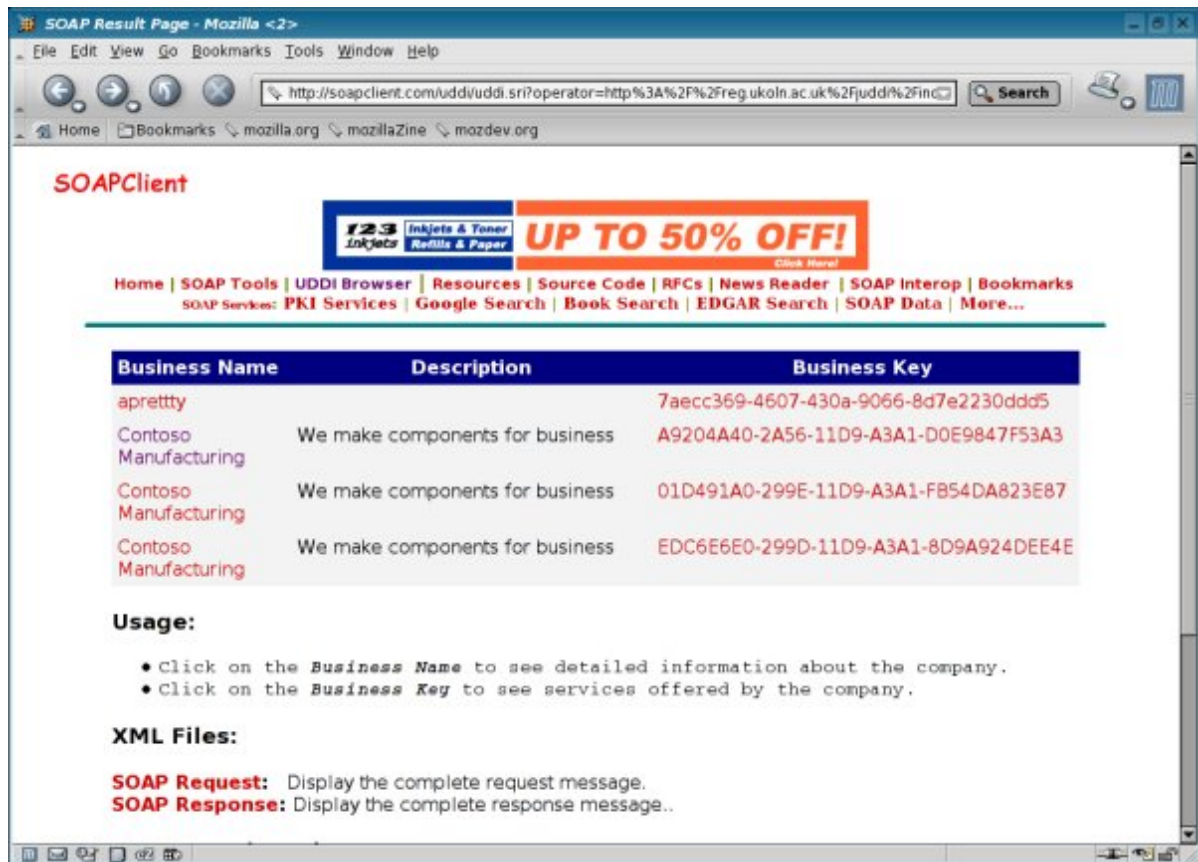 SOAP Result Page - Mozilla <2>
File Edit View Go Bookmarks Tools Window Help
http://soapclient.com/uddi/uddi.sri?operator=http%3A%2F%2Freg.ukoln.ac.uk%2Fjuddi%2Finc
Search
Home Bookmarks mozilla.org mozillaZine mozdev.org
SOAPClient
123 inkjets Inkjets & Toner Refills & Paper UP TO 50% OFF!
Click Here!
Home | SOAP Tools | UDDI Browser | Resources | Source Code | RFCs | News Reader | SOAP Interop | Bookmarks
SOAP Services: PKI Services | Google Search | Book Search | EDGAR Search | SOAP Data | More...
Business Name Description Business Key
aprettty 7aecc369-4607-430a-9066-8d7e2230ddd5
Contoso Manufacturing We make components for business A9204A40-2A56-11D9-A3A1-D0E9847F53A3
Contoso Manufacturing We make components for business 01D491A0-299E-11D9-A3A1-FB54DA823E87
Contoso Manufacturing We make components for business EDC6E6E0-299D-11D9-A3A1-8D9A924DEE4E
Usage:
• Click on the Business Name to see detailed information about the company.
• Click on the Business Key to see services offered by the company.
XML Files:
SOAP Request: Display the complete request message.
SOAP Response: Display the complete response message..